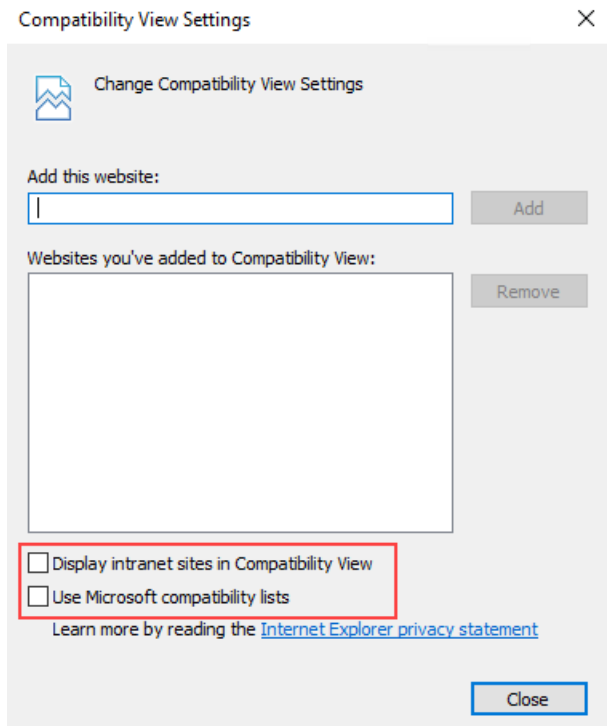 Compatibility View Settings
Change Compatibility View Settings
Add this website:
Add
Websites you've added to Compatibility View:
Remove
Display intranet sites in Compatibility View
Use Microsoft compatibility lists
Learn more by reading the Internet Explorer privacy statement
Close